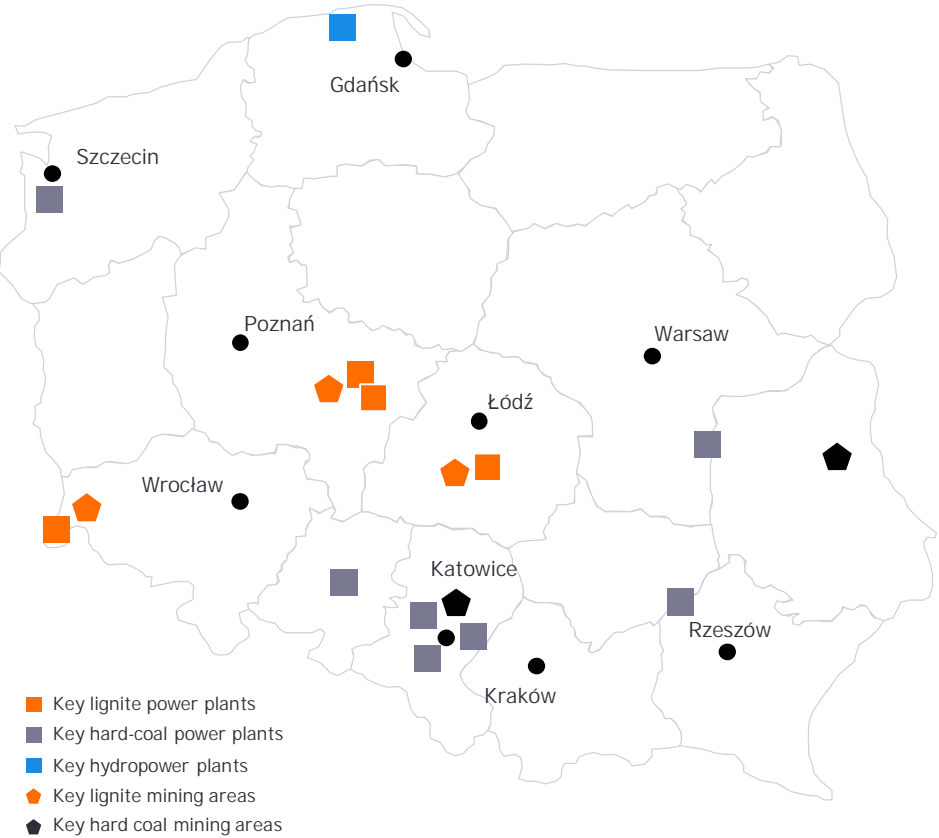 Gdańsk
Szczecin
Poznań
Warsaw
Łódź
Wrocław
Katowice
Rzeszów
Kraków
Key lignite power plants
Key hard-coal power plants
Key hydropower plants
Key lignite mining areas
Key hard coal mining areas